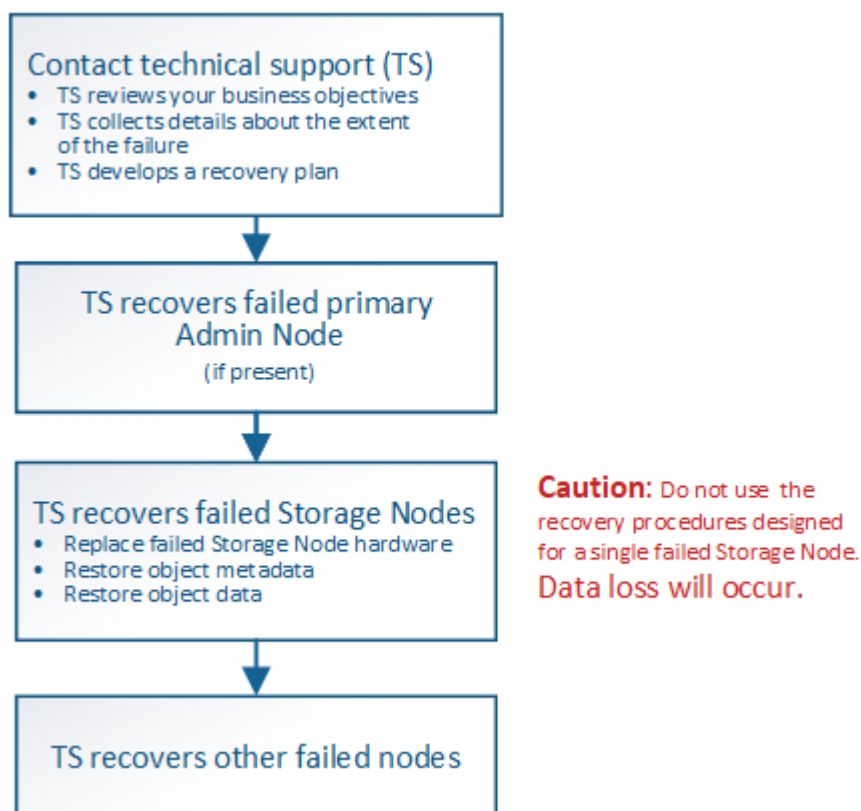 Contact technical support (TS)
• TS reviews your business objectives
• TS collects details about the extent
of the failure
• TS develops a recovery plan
TS recovers failed primary
Admin Node
(if present)
TS recovers failed Storage Nodes
• Replace failed Storage Node hardware
• Restore object metadata
• Restore object data
Caution: Do not use the
recovery procedures designed
for a single failed Storage Node.
Data loss will occur.
TS recovers other failed nodes